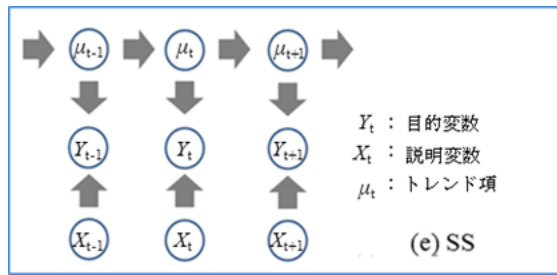 μt-1 μt μt+1
Yt-1 Yt Yt+1
Xt-1 Xt Xt+1
Yt : 目的変数
Xt : 説明変数
μt : トレンド項
(e) SS